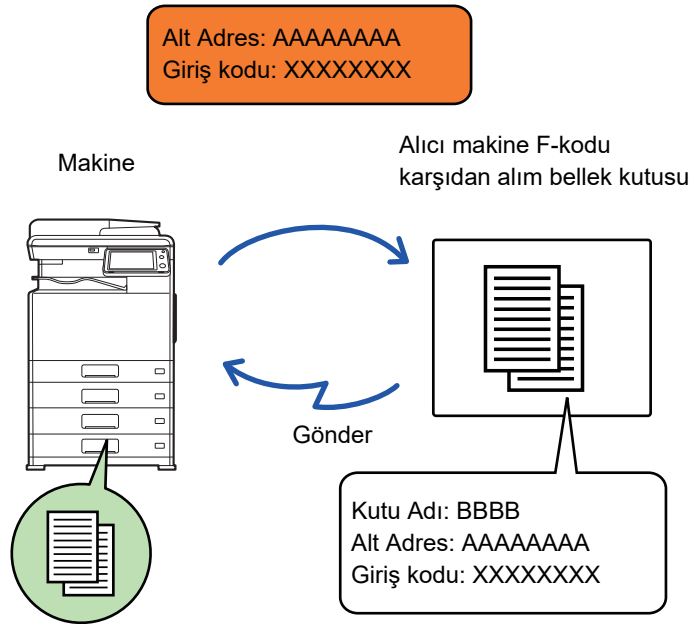 Alt Adres: AAAAAAAA
Giriş kodu: XXXXXXXX
Makine
Alıcı makine F-kodu
karşıdan alım bellek kutusu
Gönder
Kutu Adı: BBBB
Alt Adres: AAAAAAAA
Giriş kodu: XXXXXXXX